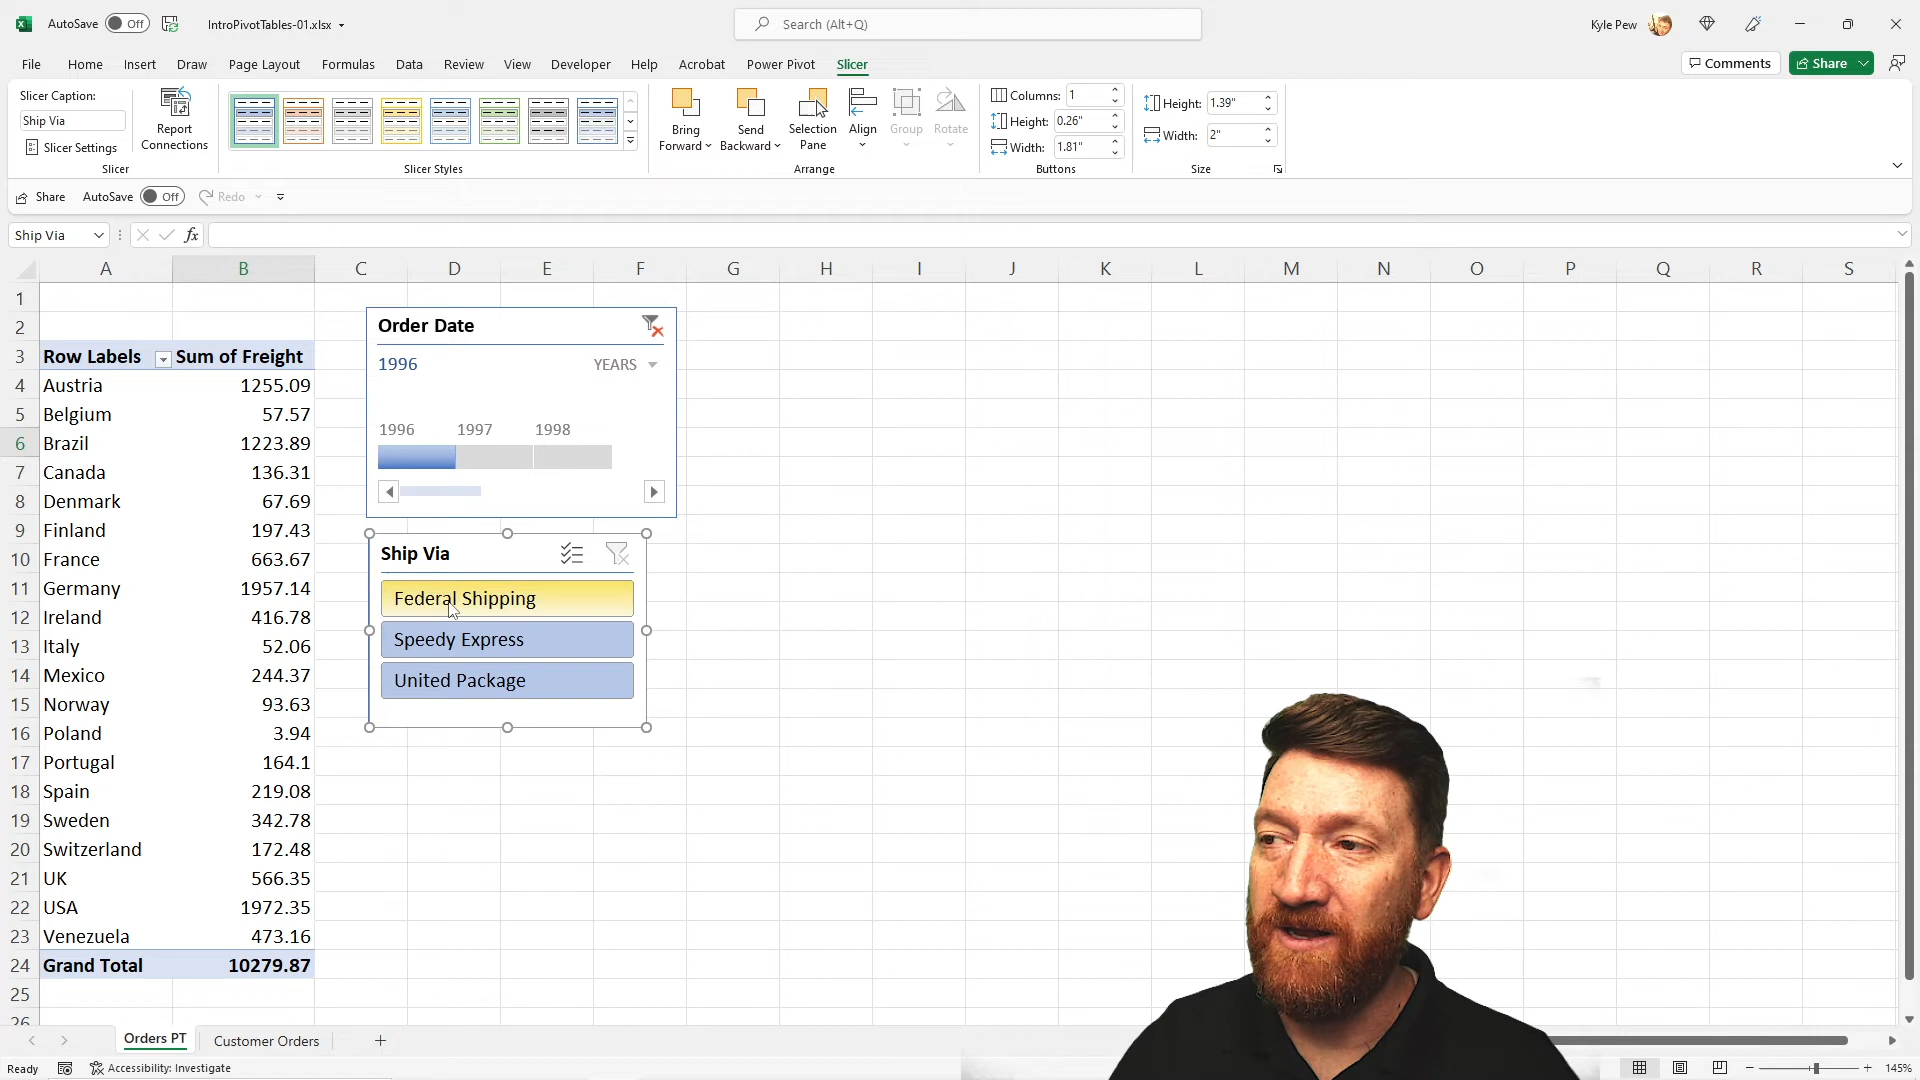 AutoSave Off IntroPivotTables-01.xlsx Search (Alt+Q) Kyle Pew
File Home Insert Draw Page Layout Formulas Data Review View Developer Help Acrobat Power Pivot Slicer Comments Share
Slicer Caption:
Ship Via
Slicer Settings
Report
Connections
Slicer
Slicer Styles
Bring
Forward
Send
Backward
Selection
Pane
Align
Group
Rotate
Arrange
Columns: 1
Height: 0.26"
Width: 1.81"
Buttons
Height: 1.39"
Width: 2"
Size
Share AutoSave Off Redo
Ship Via fx
A B C D E F G H I J K L M N O P Q R S
1
2
3 Row Labels Sum of Freight
4 Austria 1255.09
5 Belgium 57.57
6 Brazil 1223.89
7 Canada 136.31
8 Denmark 67.69
9 Finland 197.43
10 France 663.67
11 Germany 1957.14
12 Ireland 416.78
13 Italy 52.06
14 Mexico 244.37
15 Norway 93.63
16 Poland 3.94
17 Portugal 164.1
18 Spain 219.08
19 Sweden 342.78
20 Switzerland 172.48
21 UK 566.35
22 USA 1972.35
23 Venezuela 473.16
24 Grand Total 10279.87
25
26
Order Date
1996 YEARS
1996 1997 1998
Ship Via
Federal Shipping
Speedy Express
United Package
Orders PT Customer Orders
Ready Accessibility: Investigate 145%